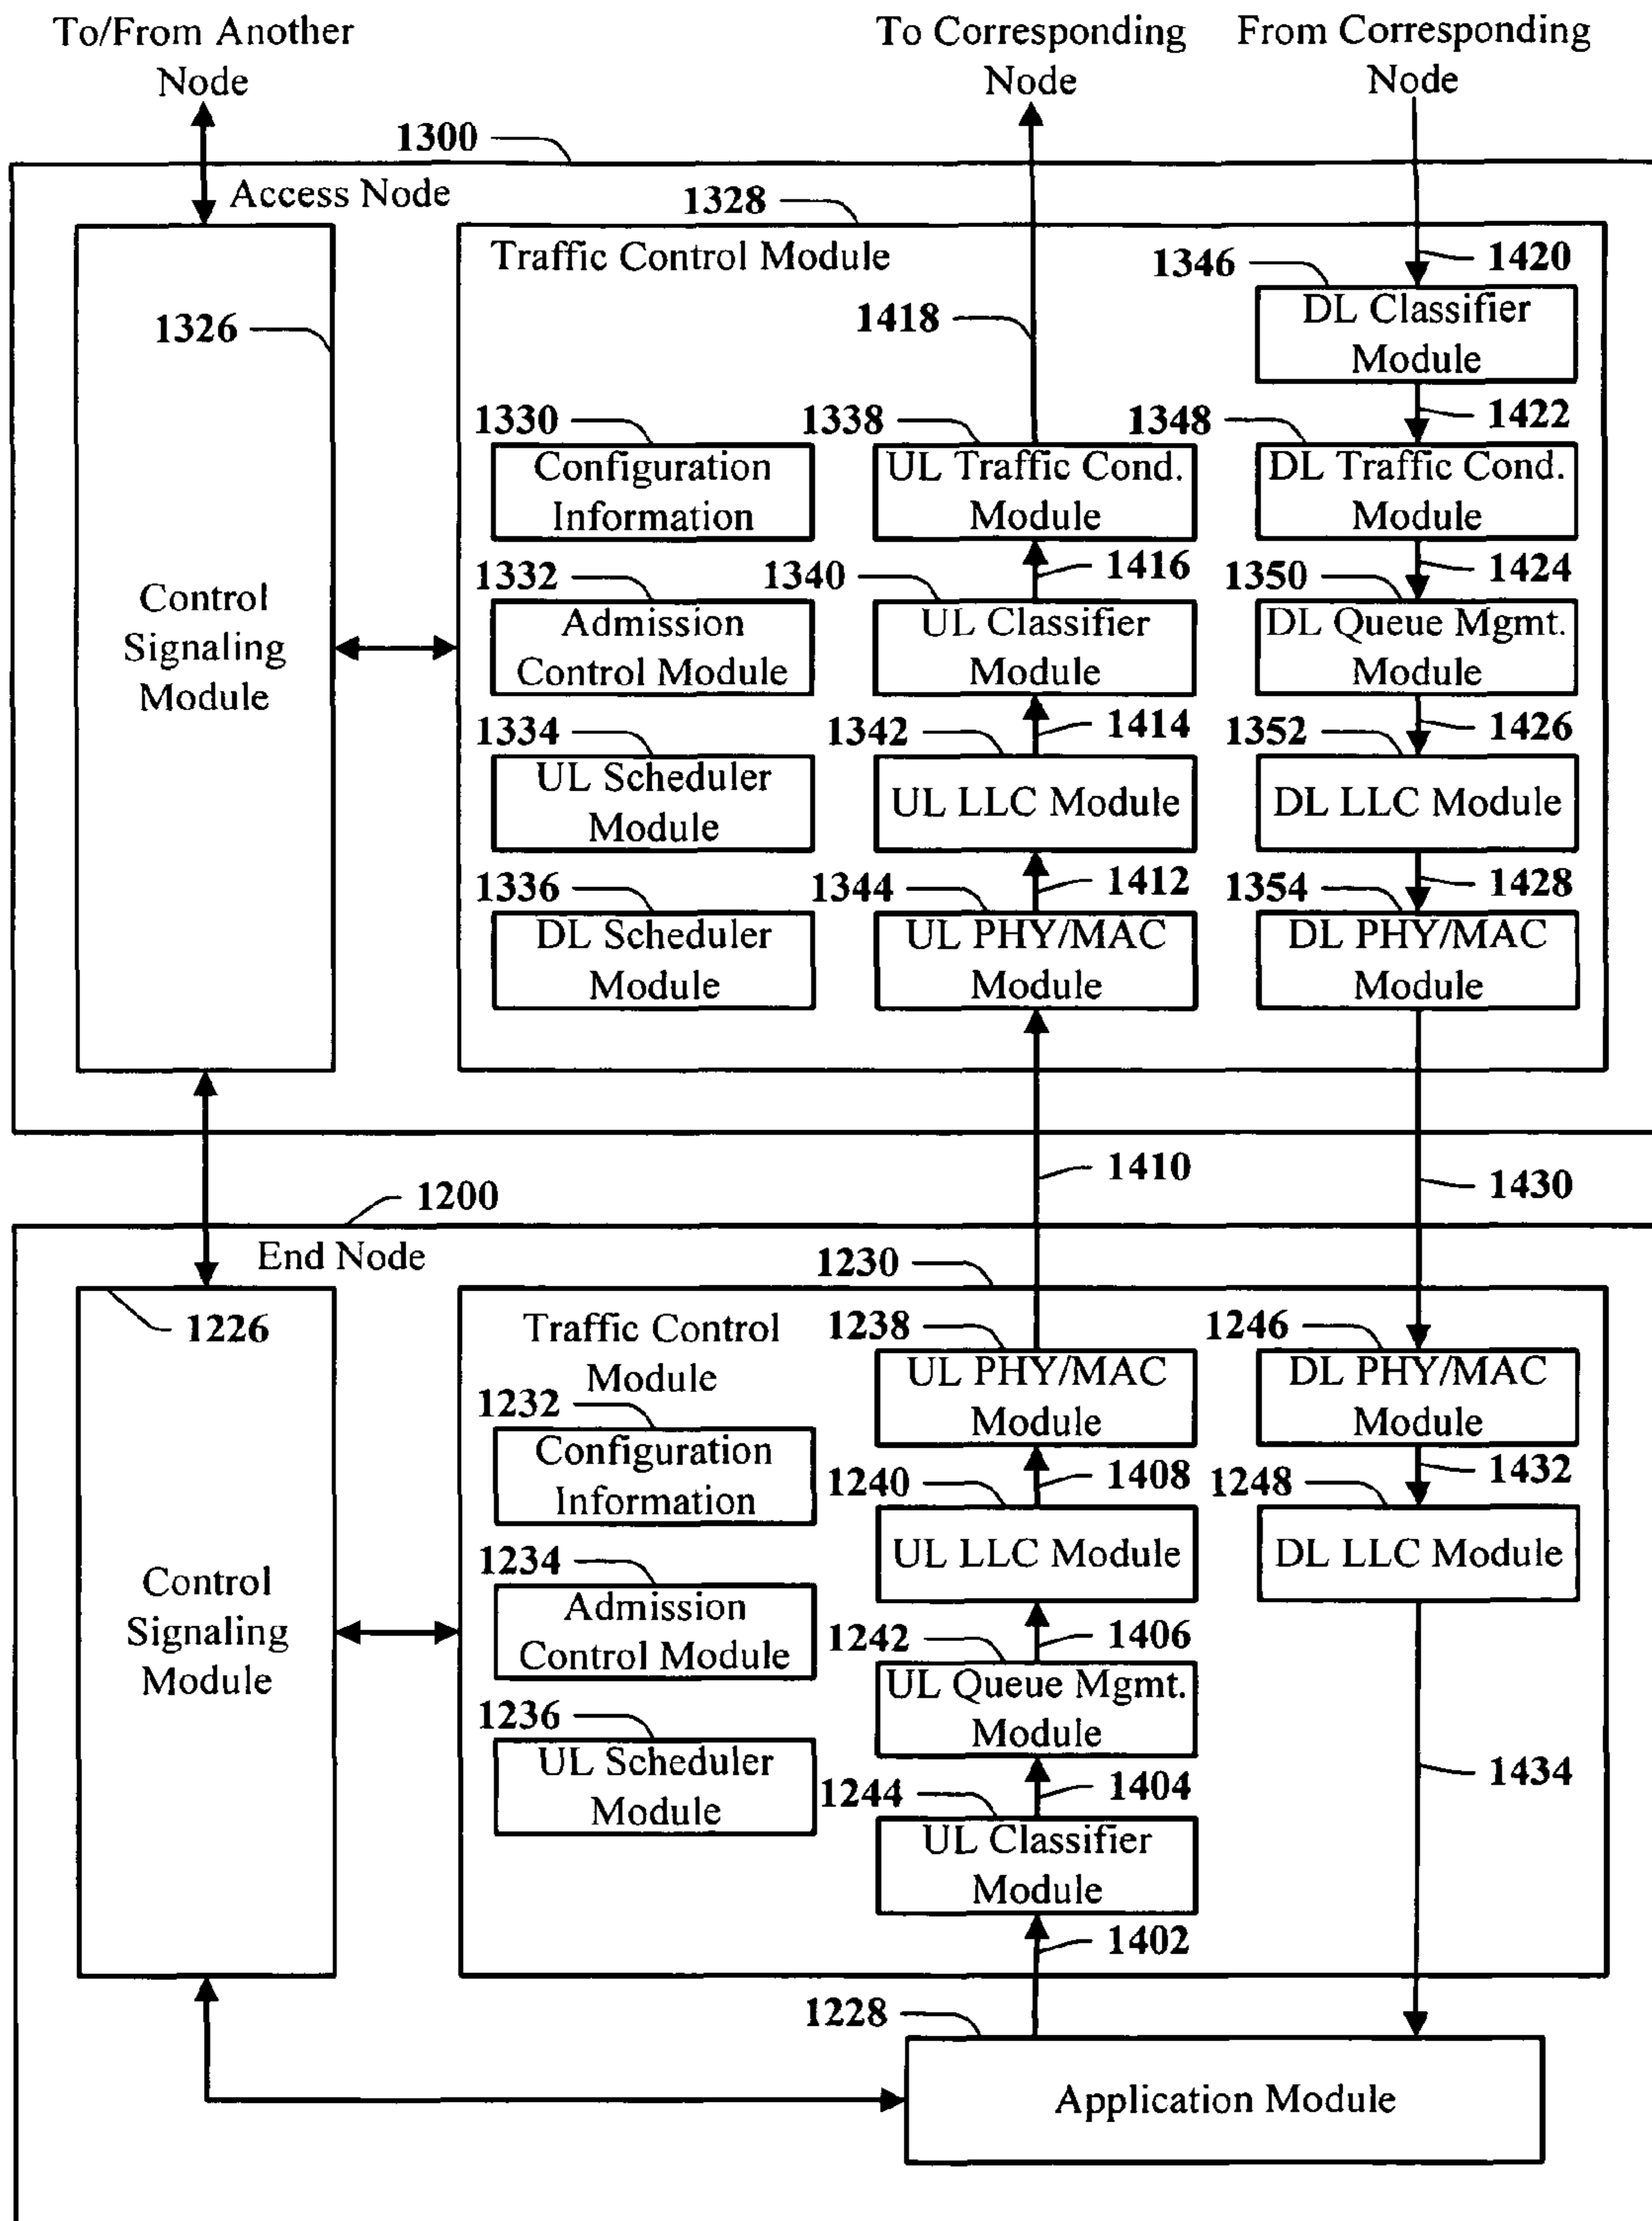 To/From Another
Node
To Corresponding
Node
From Corresponding
Node
1300
Access Node
1328
Traffic Control Module
1326
Control
Signaling
Module
1418
1346
1420
DL Classifier
Module
1422
1330
Configuration
Information
1338
UL Traffic Cond.
Module
1348
DL Traffic Cond.
Module
1416
1424
1332
Admission
Control Module
1340
UL Classifier
Module
1350
DL Queue Mgmt.
Module
1414
1426
1334
UL Scheduler
Module
1342
UL LLC Module
1352
DL LLC Module
1412
1428
1336
DL Scheduler
Module
1344
UL PHY/MAC
Module
1354
DL PHY/MAC
Module
1410
1430
1200
End Node
1226
Control
Signaling
Module
1230
Traffic Control
Module
1238
UL PHY/MAC
Module
1246
DL PHY/MAC
Module
1232
Configuration
Information
1408
1432
1240
UL LLC Module
1248
DL LLC Module
1234
Admission
Control Module
1406
1242
UL Queue Mgmt.
Module
1236
UL Scheduler
Module
1404
1434
1244
UL Classifier
Module
1402
1228
Application Module